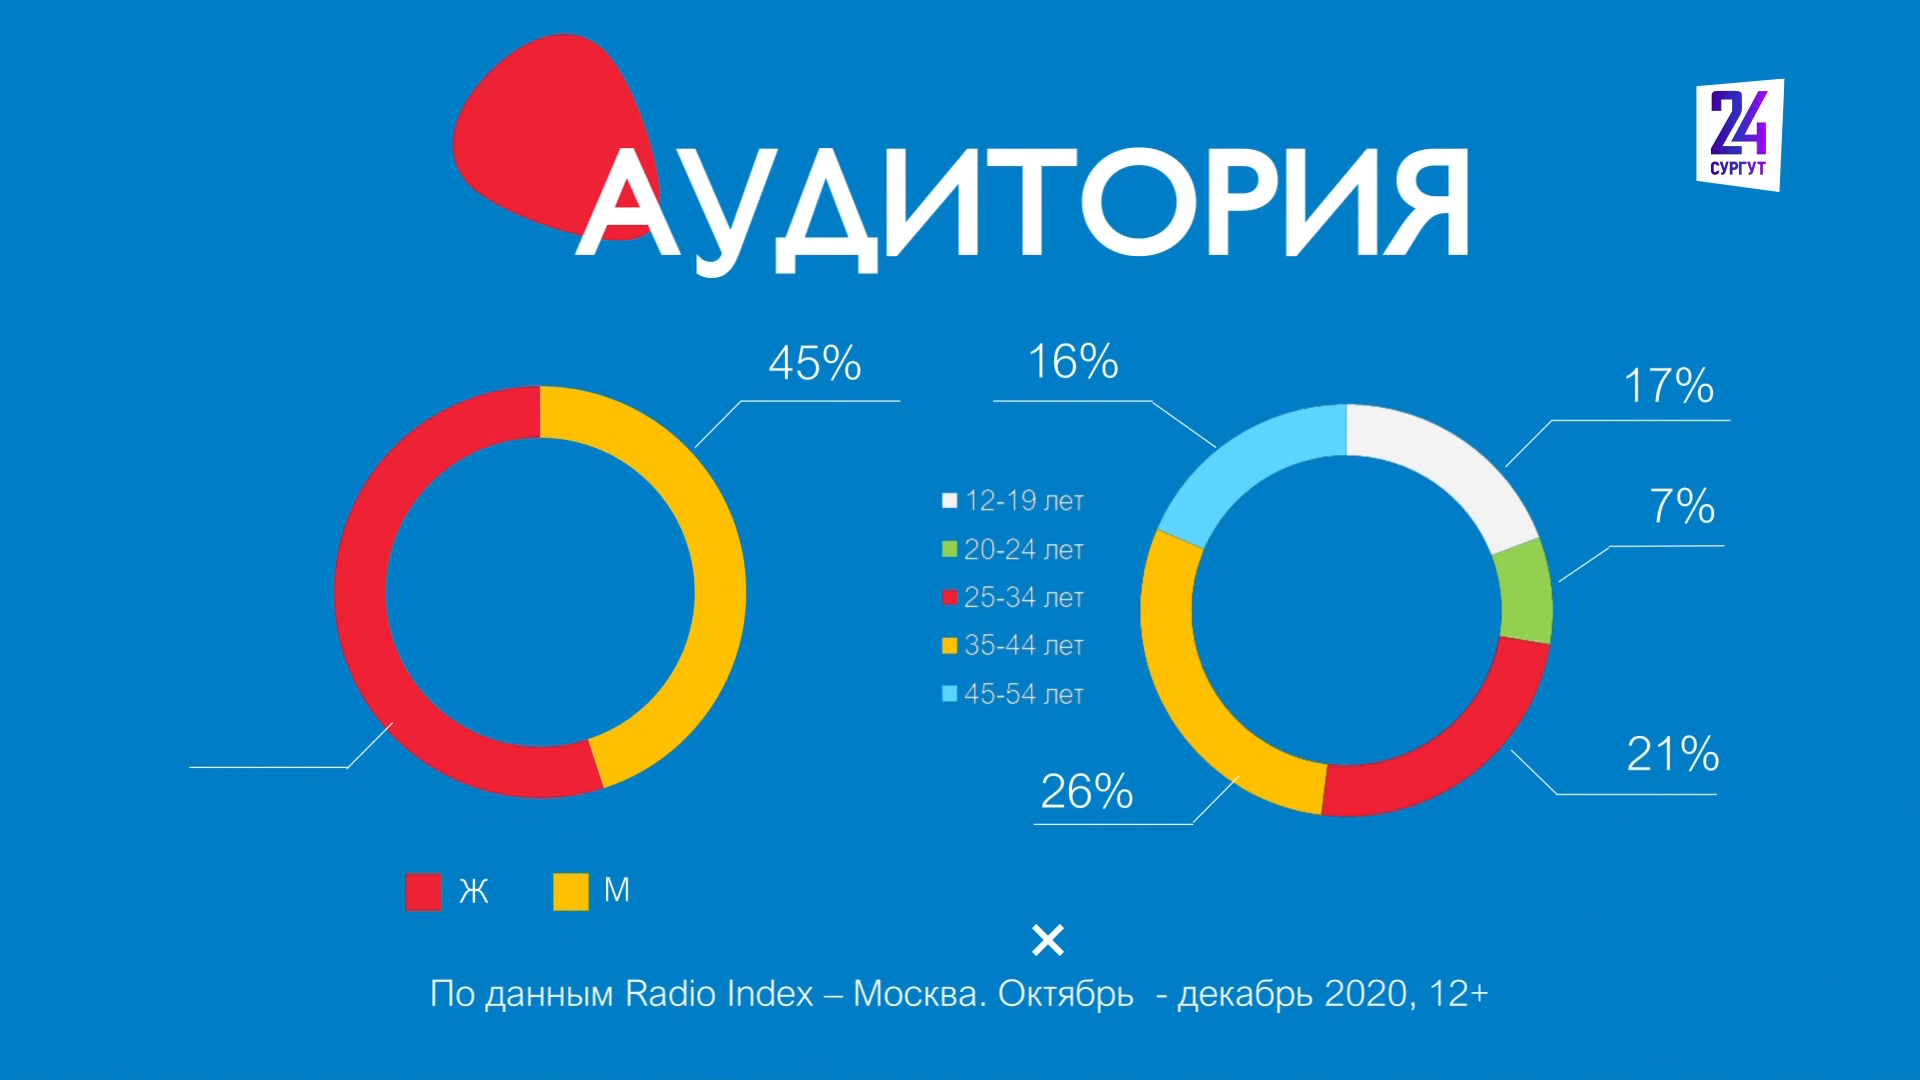 24
СУРГУТ
АУДИТОРИЯ
45%
16%
17%
7%
12-19 лет
20-24 лет
25-34 лет
35-44 лет
45-54 лет
21%
26%
Ж
М
По данным Radio Index – Москва. Октябрь - декабрь 2020, 12+